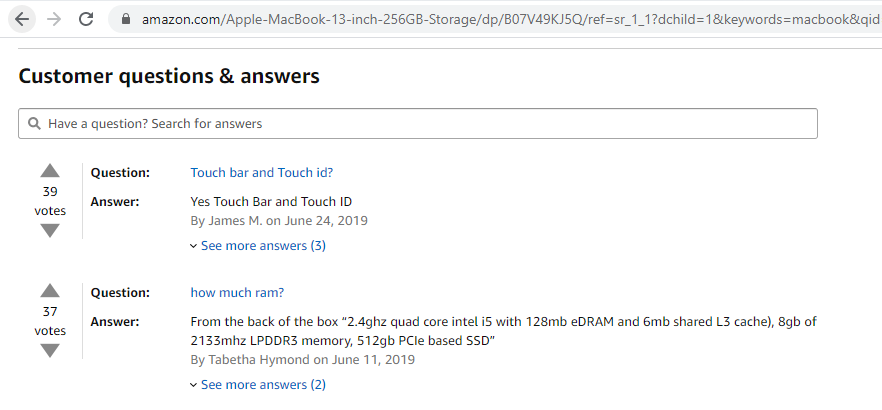 amazon.com/Apple-MacBook-13-inch-256GB-Storage/dp/B07V49KJ5Q/ref=sr_1_1?dchild=1&keywords=macbook&qid
Customer questions & answers
Have a question? Search for answers
39
votes
Question: Touch bar and Touch id?
Answer: Yes Touch Bar and Touch ID
By James M. on June 24, 2019
See more answers (3)
37
votes
Question: how much ram?
Answer: From the back of the box “2.4ghz quad core intel i5 with 128mb eDRAM and 6mb shared L3 cache), 8gb of
2133mhz LPDDR3 memory, 512gb PCIe based SSD”
By Tabetha Hymond on June 11, 2019
See more answers (2)